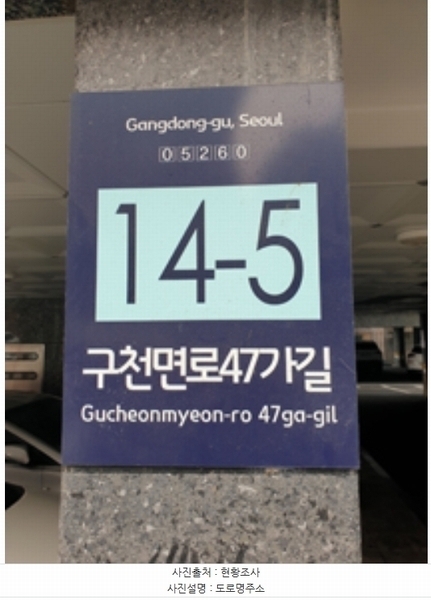 Gangdong-gu, Seoul
05260
14-5
구천면로47가길
Gucheonmyeon-ro 47ga-gil
사진출처 : 현황조사
사진설명 : 도로명주소